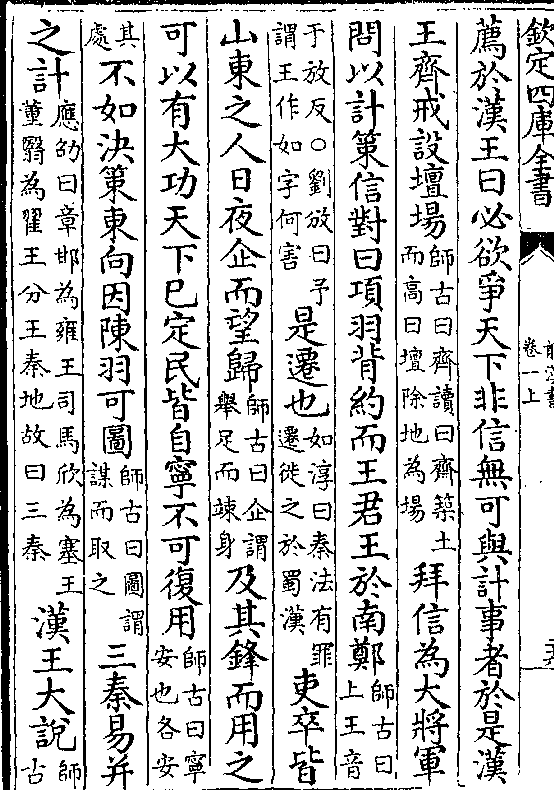 欽定四庫全書
前漢書
卷一上
薦於漢王曰必欲爭天下非信無可與計事者於是漢
王齊戒設壇場師古曰齊讀曰齋築土
而高曰壇除地為場拜信為大將軍
問以計策信對曰項羽背約而王君王於南鄭師古曰
上王音
于放反○劉攽曰予
謂王作如字何害是遷也如淳曰秦法有罪
遷徙之於蜀漢吏卒皆
山東之人日夜企而望歸師古曰企謂
舉足而竦身及其鋒而用之
可以有大功天下已定民皆自寧不可復用師古曰寧
安也各安
其
處不如決策東向因陳羽可圖師古曰圖謂
謀而取之三秦易并
之計應劭曰章邯為雍王司馬欣為塞王
董翳為翟王分王秦地故曰三秦漢王大說師
古